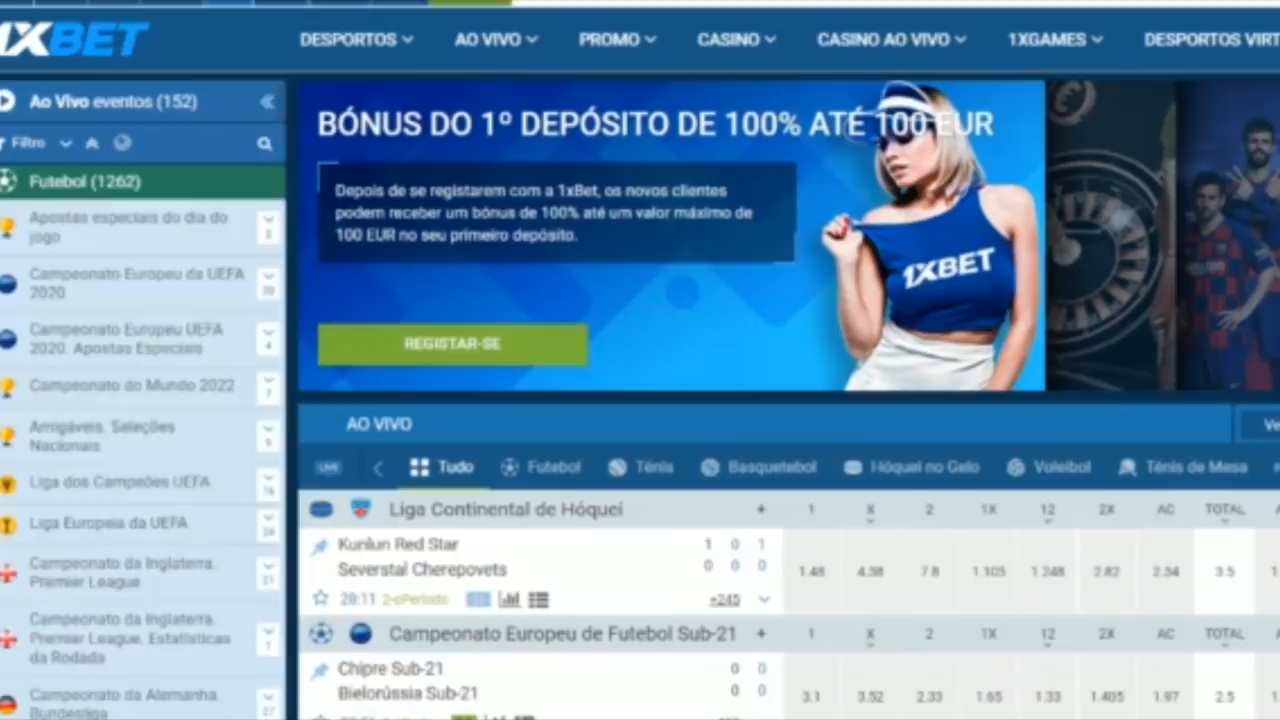 1XBET
DESPORTOS
AO VIVO
PROMO
CASINO
CASINO AO VIVO
1XGAMES
DESPORTOS VIRT
Ao Vivo eventos (152)
Filtro
Futebol (1262)
Apostas especiais do dia do
jogo
Campeonato Europeu da UEFA
2020
Campeonato Europeu UEFA
2020. Apostas Especiais
4
Campeonato do Mundo 2022
7
Amigáveis. Seleções
Nacionais
Liga dos Campeões UEFA
Liga Europeia da UEFA
Campeonato da Inglaterra.
Premier League
21
Campeonato da Inglaterra.
Premier League. Estatísticas
da Rodada
1
Campeonato da Alemanha.
Bundesliga
27
BÓNUS DO 1º DEPÓSITO DE 100% ATÉ 100 EUR
Depois de se registarem com a 1xBet, os novos clientes
podem receber um bónus de 100% até um valor máximo de
100 EUR no seu primeiro depósito.
REGISTAR-SE
1XBET
AO VIVO
Ve
LIVE
Tudo
Futebol
Ténis
Basquetebol
Hóquei no Gelo
Voleibol
Ténis de Mesa
Liga Continental de Hóquei + 1 X 2 1X 12 2X AC TOTAL
Kunlun Red Star 1 0 1
Severstal Cherepovets 0 0 0
1.48 4.38 7.8 1.105 1.248 2.82 2.34 3.5 1.
28:11 2-oPeríodo +245
Campeonato Europeu de Futebol Sub-21 + 1 X 2 1X 12 2X AC TOTAL
Chipre Sub-21 0 0
Bielorússia Sub-21 0 0
3.1 3.52 2.33 1.65 1.33 1.405 1.97 2.5 1.